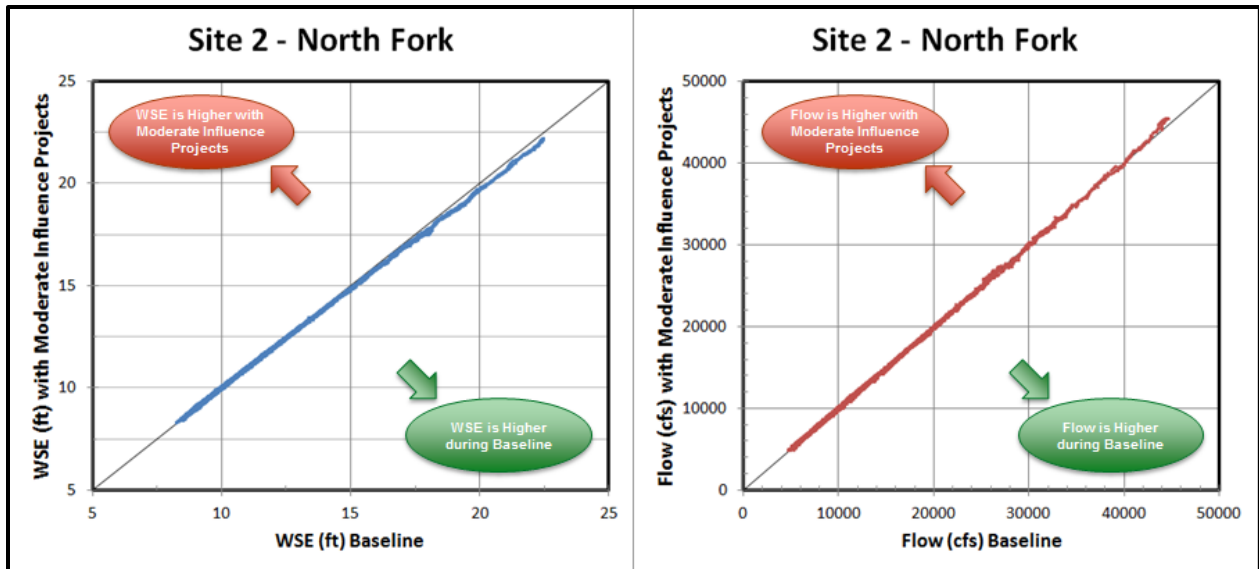 Site 2 - North Fork
WSE (ft) with Moderate Influence Projects
25
20
15
10
5
WSE is Higher with
Moderate Influence
Projects
WSE is Higher
during Baseline
5
10
15
20
25
WSE (ft) Baseline
Site 2 - North Fork
Flow (cfs) with Moderate Influence Projects
50000
40000
30000
20000
10000
0
Flow is Higher with
Moderate Influence
Projects
Flow is Higher
during Baseline
0
10000
20000
30000
40000
50000
Flow (cfs) Baseline